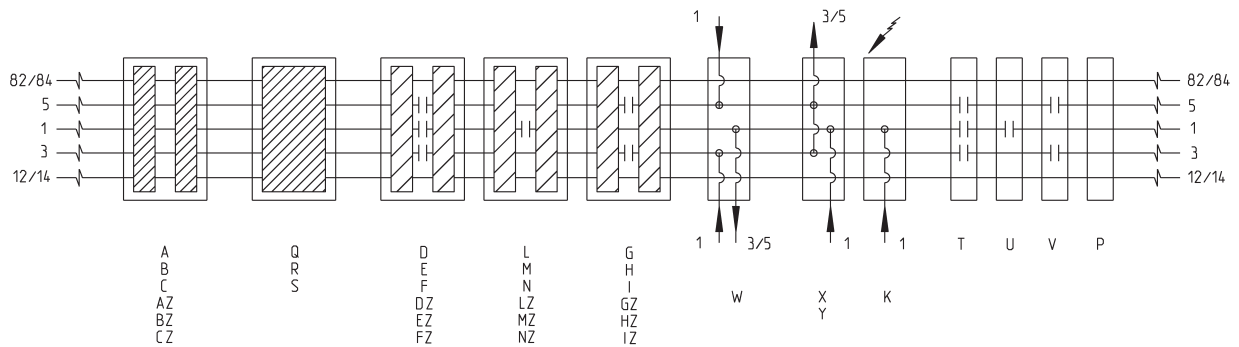 1
3/5
82/84
82/84
5
5
1
1
3
3
12/14
12/14
1
3/5
1
1
A
B
C
AZ
BZ
CZ
Q
R
S
D
E
F
DZ
EZ
FZ
L
M
N
LZ
MZ
NZ
G
H
I
GZ
HZ
IZ
W
X
Y
K
T
U
V
P